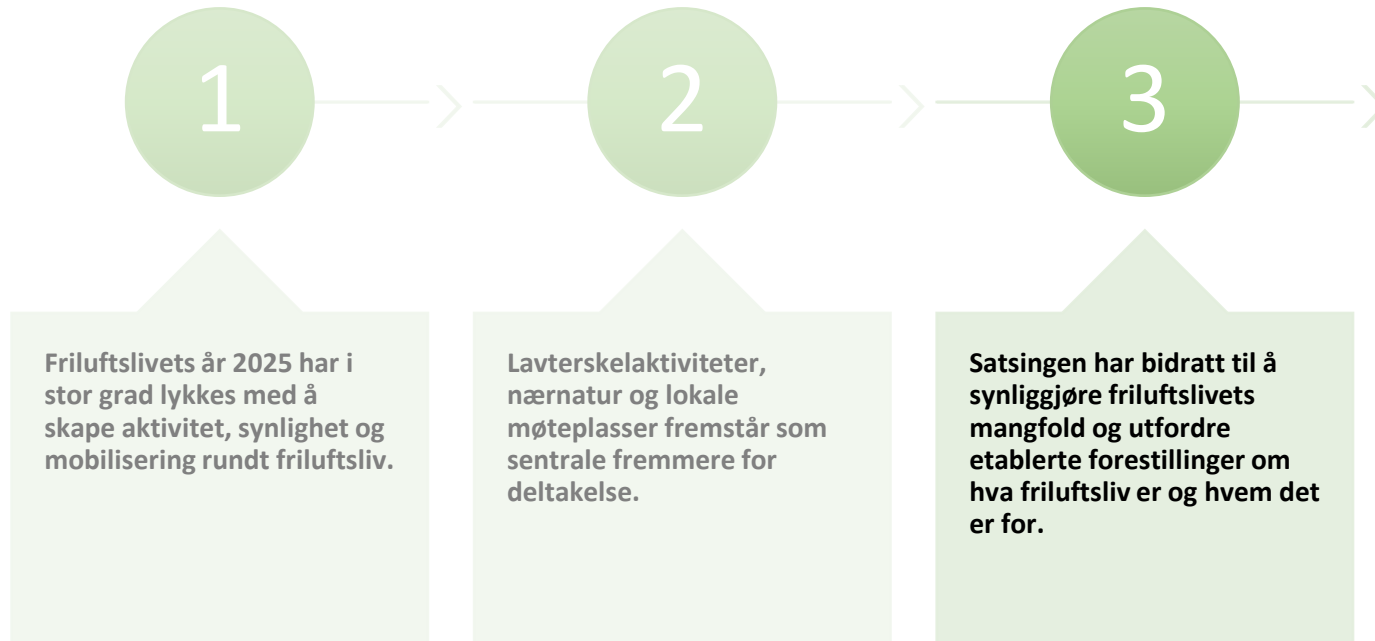 1
2
3
Friluftslivets år 2025 har i
stor grad lykkes med å
skape aktivitet, synlighet og
mobilisering rundt friluftsliv.
Lavterskelaktiviteter,
nærnatur og lokale
møteplasser fremstår som
sentrale fremmere for
deltakelse.
Satsingen har bidratt til å
synliggjøre friluftslivets
mangfold og utfordre
etablerte forestillinger om
hva friluftsliv er og hvem det
er for.